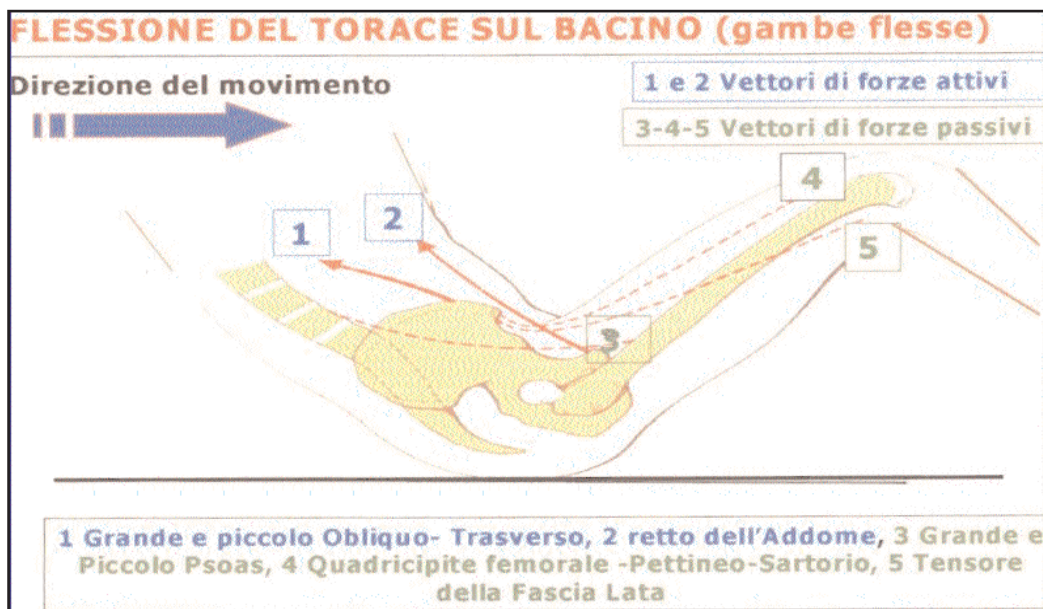 FLESSIONE DEL TORACE SUL BACINO (gambe flesse)
Direzione del movimento
1 e 2 Vettori di forze attivi
3-4-5 Vettori di forze passivi
4
2
1
5
3
1 Grande e piccolo Obliquo- Trasverso, 2 retto dell'Addome, 3 Grande e
Piccolo Psoas, 4 Quadricipite femorale -Pettineo-Sartorio, 5 Tensore
della Fascia Lata